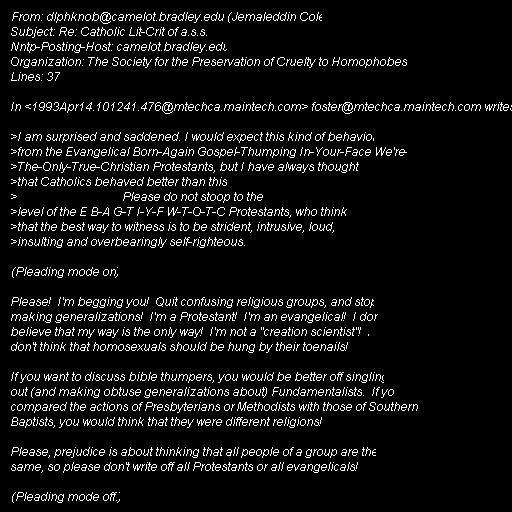 From: dlphknob@camelot.bradley.edu (Jemaleddin Cole
Subject: Re: Catholic Lit-Crit of a.s.s.
Nntp-Posting-Host: camelot.bradley.edu
Organization: The Society for the Preservation of Cruelty to Homophobes
Lines: 37

In <1993Apr14.101241.476@mtechca.maintech.com> foster@mtechca.maintech.com writes

>I am surprised and saddened. I would expect this kind of behavior
>from the Evangelical Born-Again Gospel-Thumping In-Your-Face We're-
>The-Only-True-Christian Protestants, but I have always thought
>that Catholics behaved better than this
> Please do not stoop to the
>level of the E B-A G-T I-Y-F W-T-O-T-C Protestants, who think
>that the best way to witness is to be strident, intrusive, loud,
>insulting and overbearingly self-righteous.

(Pleading mode on)

Please! I'm begging you! Quit confusing religious groups, and stop
making generalizations! I'm a Protestant! I'm an evangelical! I don
believe that my way is the only way! I'm not a "creation scientist"! .
don't think that homosexuals should be hung by their toenails!

If you want to discuss bible thumpers, you would be better off singling
out (and making obtuse generalizations about) Fundamentalists. If yo
compared the actions of Presbyterians or Methodists with those of Southern
Baptists, you would think that they were different religions!

Please, prejudice is about thinking that all people of a group are the
same, so please don't write off all Protestants or all evangelicals!

(Pleading mode off.)